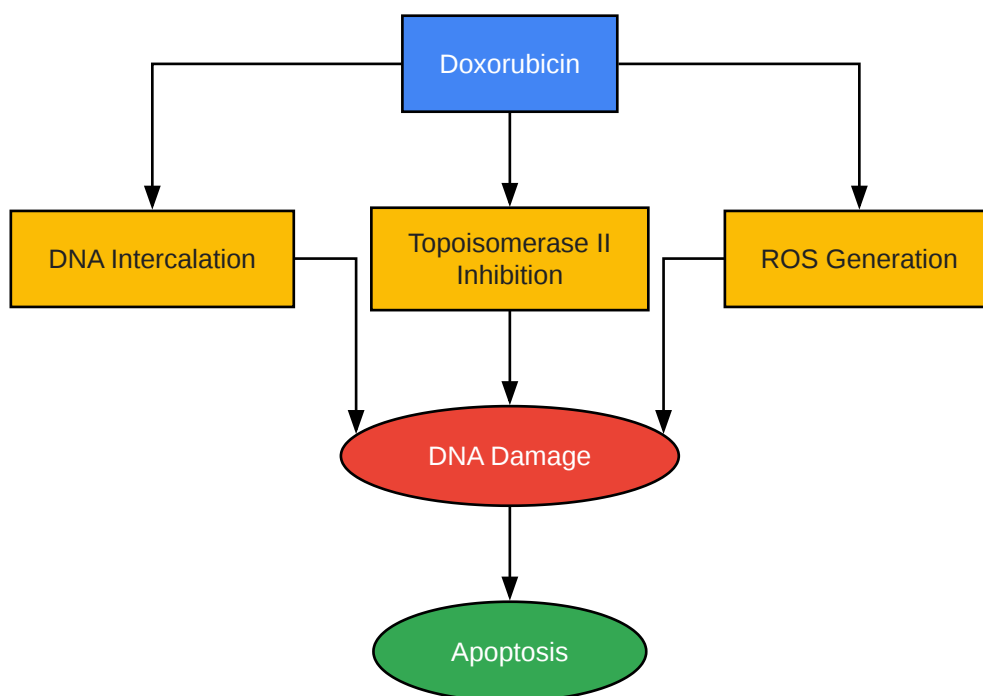 Doxorubicin
DNA Intercalation
Topoisomerase II
Inhibition
ROS Generation
DNA Damage
Apoptosis